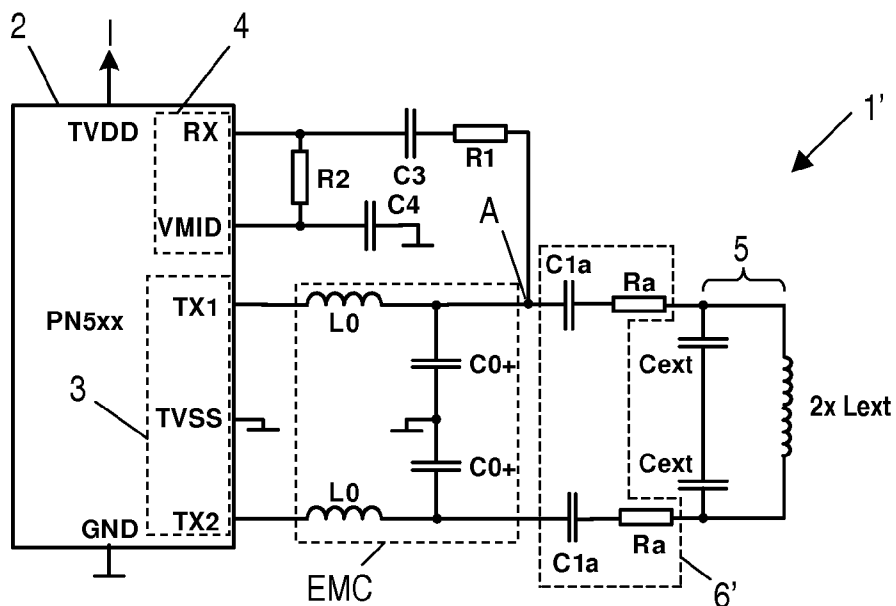 2
4
I
1'
TVDD
RX
R1
R2
C3
C4
VMID
A
5
C1a
Ra
PN5xx
TX1
L0
C0+
Cext
2x Lext
3
TVSS
C0+
Cext
L0
TX2
GND
C1a
Ra
EMC
6'